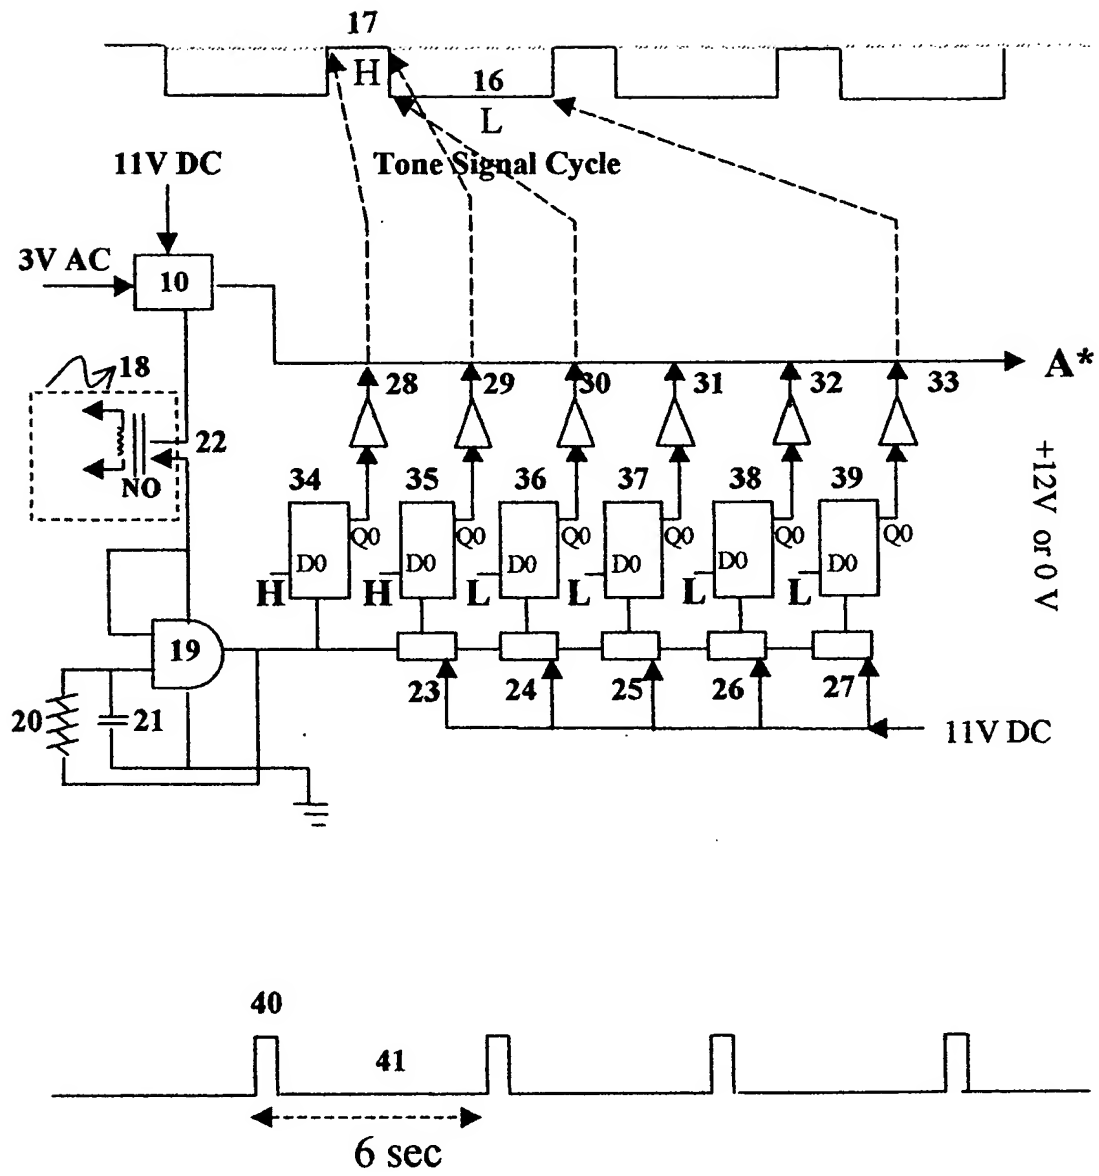 17
H
16
L
Tone Signal Cycle
11V DC
3V AC
10
18
28
29
30
31
32
33
A*
22
NO
34
35
36
37
38
39
+12V or 0 V
Q0
Q0
Q0
Q0
Q0
Q0
D0
D0
D0
D0
D0
D0
H
H
L
L
L
L
19
23
24
25
26
27
20
21
11V DC
40
41
6 sec